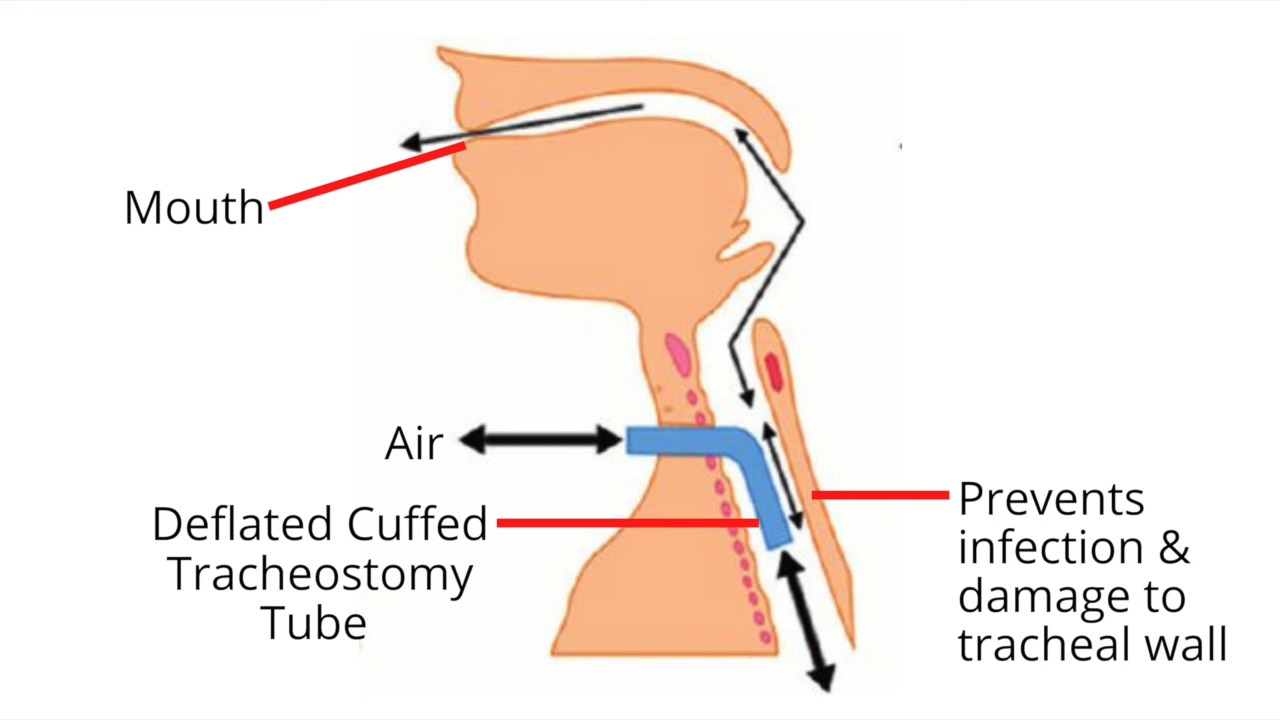 Mouth
Air
Deflated Cuffed
Tracheostomy
Tube
Prevents
infection &
damage to
tracheal wall